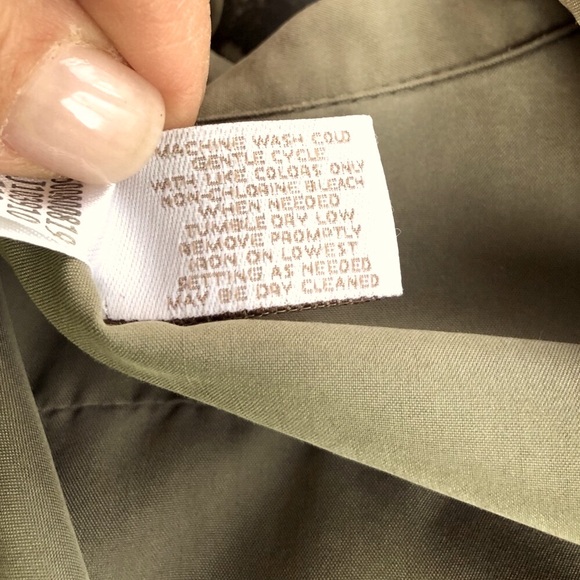 MACHINE WASH COLD
GENTLE CYCLE
WASH LIKE COLORS ONLY
NON-CHLORINE BLEACH
WHEN NEEDED
TUMBLE DRY LOW
REMOVE PROMPTLY
IRON ON LOWEST
SETTING AS NEEDED
MAY BE DRY CLEANED